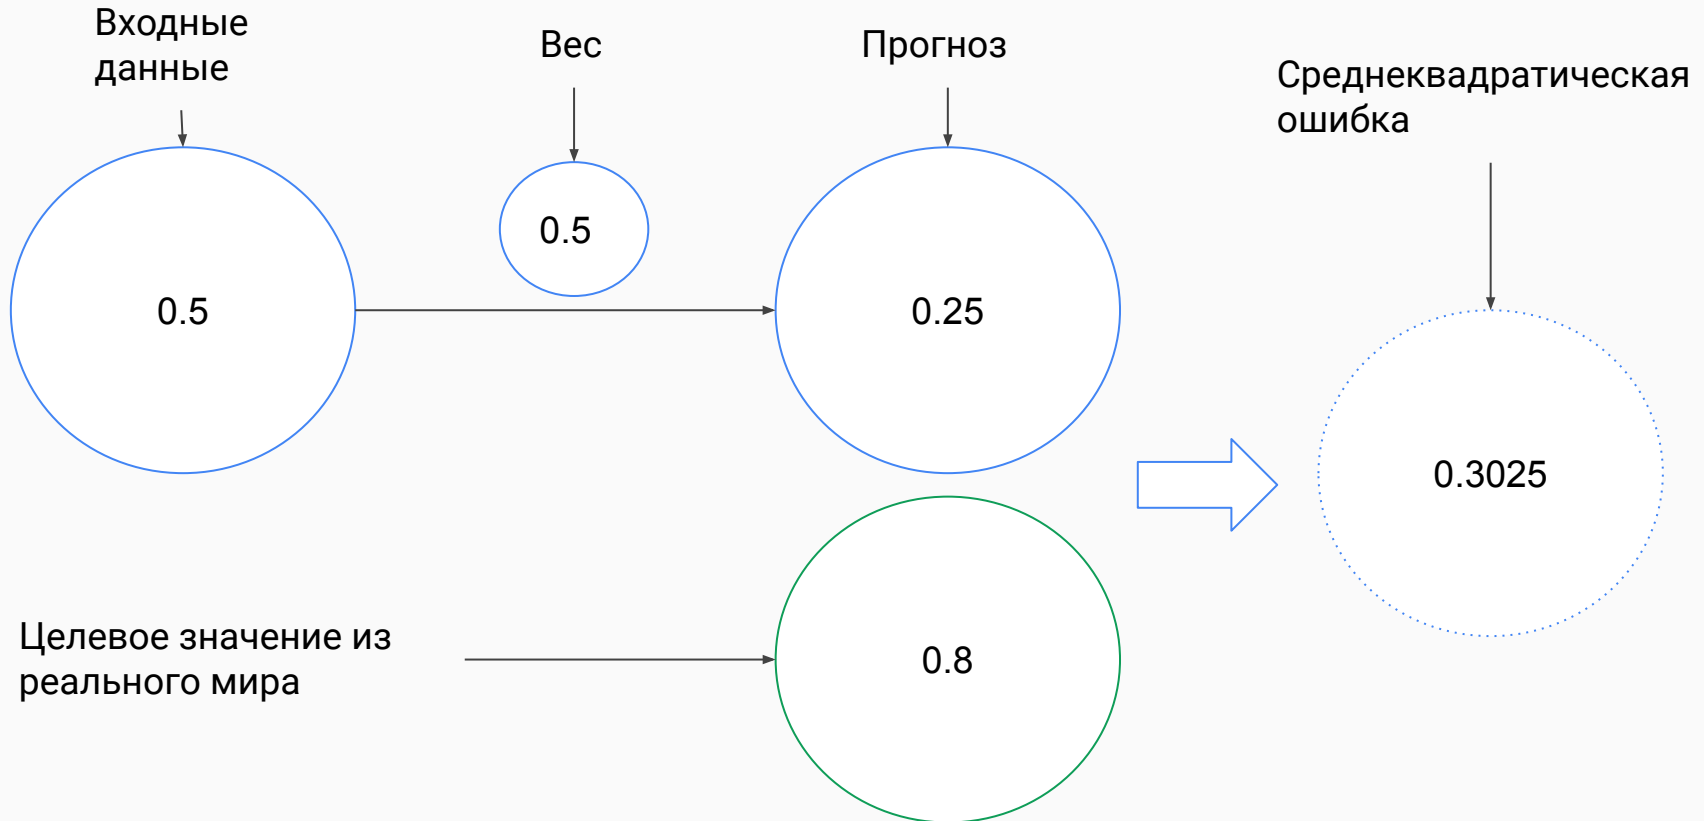 Входные
данные
Вес
Прогноз
Среднеквадратическая
ошибка
0.5
0.5
0.25
0.3025
Целевое значение из
реального мира
0.8